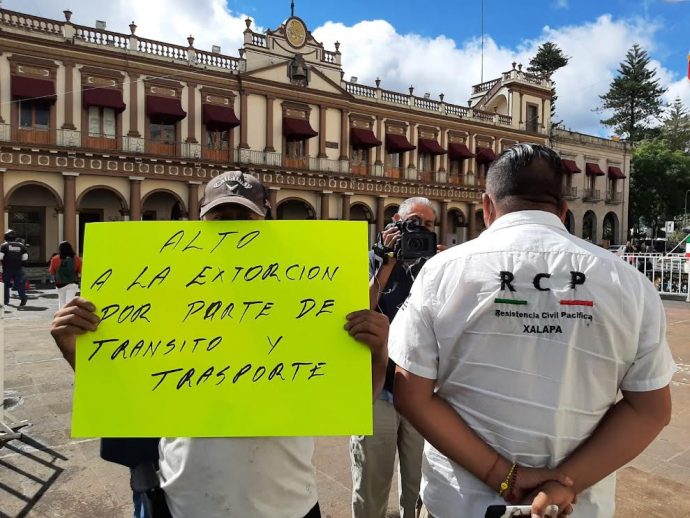 ALTO
A LA EXTORCION
POR PARTE DE
TRANSITO Y
TRASPORTE
RCP
Resistencia Civil Pacifica
XALAPA